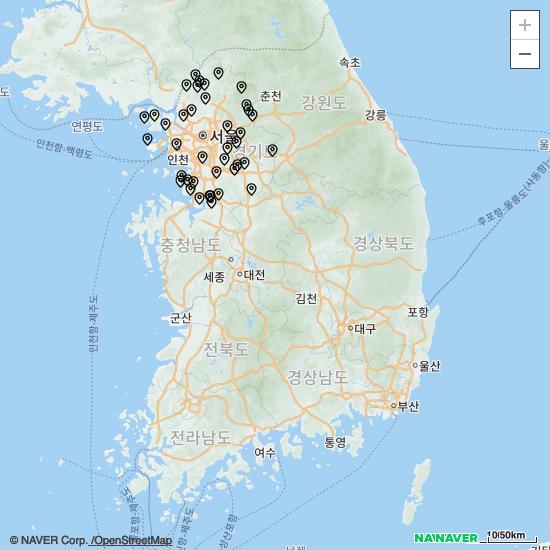 +
−
속초
춘천
강원도
강릉
연평도
서울
인천항-백령도
인천
경기도
울
후포항-울릉도(사동항)
충청남도
경상북도
세종
대전
김천
포항
군산
인천항-제주도
대구
전북도
경상남도
울산
부산
전라남도
여수
통영
© NAVER Corp. /OpenStreetMap
NAVER
10/50km